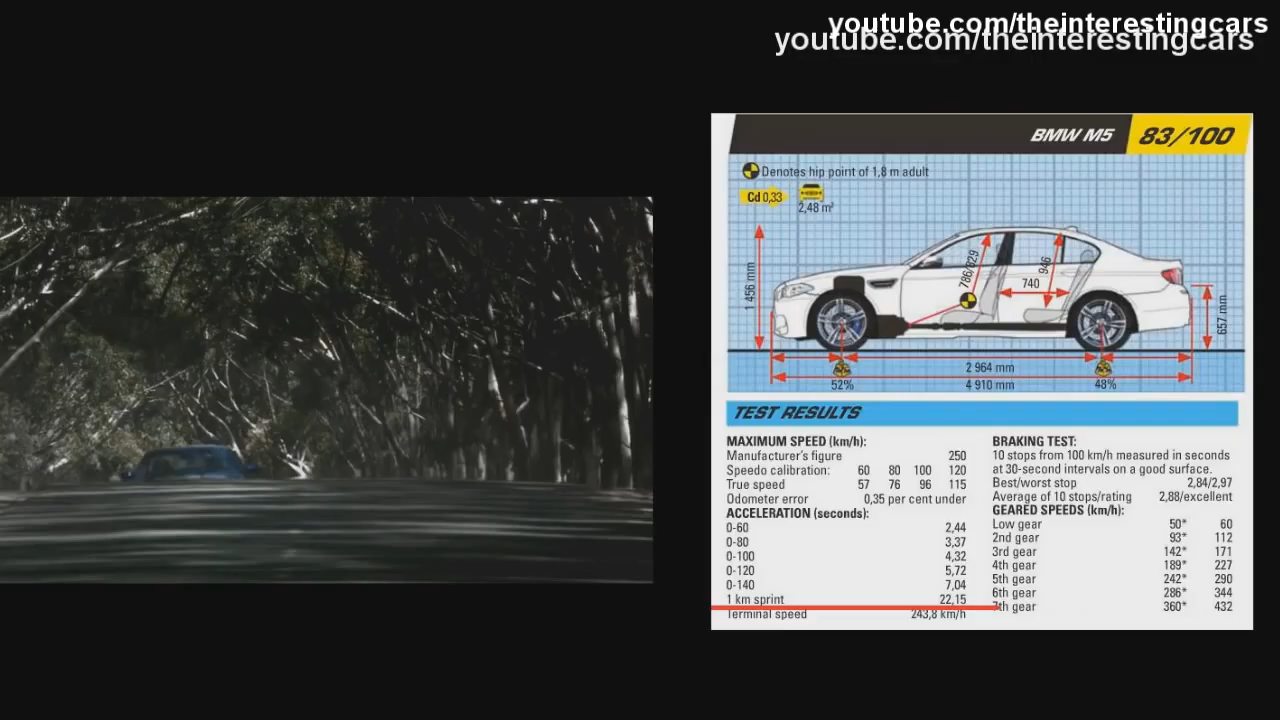 youtube.com/theinterestingcars
youtube.com/theinterestingcars
BMW M5 83/100
Denotes hip point of 1,8 m adult
Cd 0,33
2,48 m²
1 456 mm
786/829
946
740
657 mm
2 964 mm
52% 4 910 mm 48%
TEST RESULTS
MAXIMUM SPEED (km/h):
Manufacturer's figure 250
Speedo calibration: 60 80 100 120
True speed 57 76 96 115
Odometer error 0,35 per cent under
ACCELERATION (seconds):
0-60 2,44
0-80 3,37
0-100 4,32
0-120 5,72
0-140 7,04
1 km sprint 22,15
Terminal speed 243,8 km/h
BRAKING TEST:
10 stops from 100 km/h measured in seconds
at 30-second intervals on a good surface.
Best/worst stop 2,84/2,97
Average of 10 stops/rating 2,88/excellent
GEARED SPEEDS (km/h):
Low gear 50* 60
2nd gear 93* 112
3rd gear 142* 171
4th gear 189* 227
5th gear 242* 290
6th gear 286* 344
7th gear 360* 432